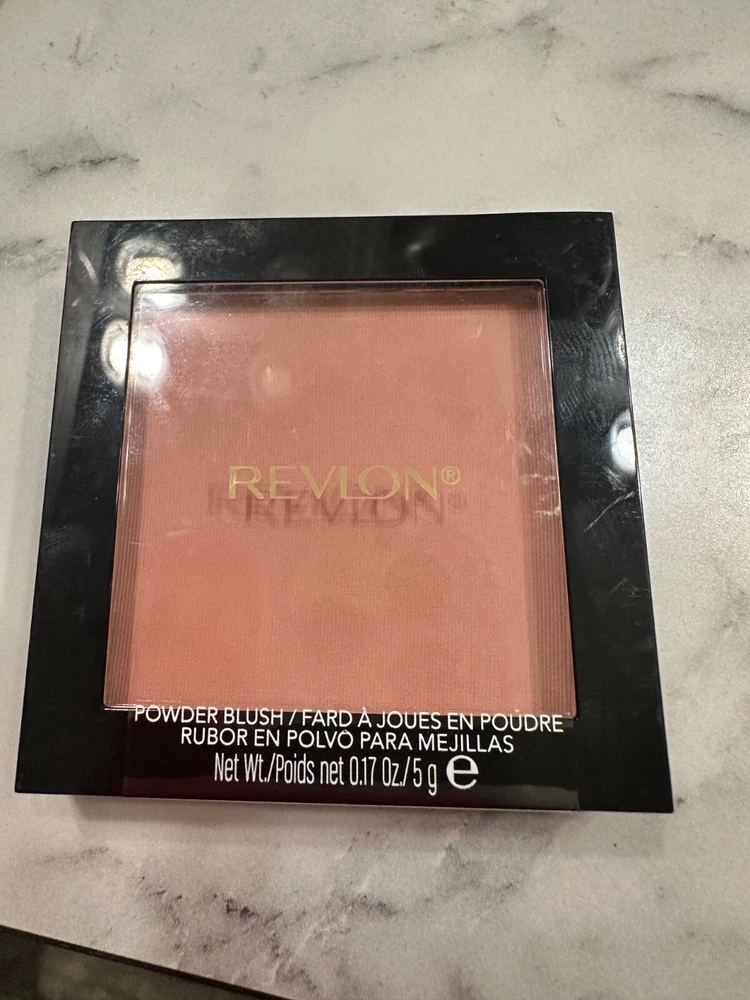 REVLON®
POWDER BLUSH / FARD À JOUES EN POUDRE
RUBOR EN POLVO PARA MEJILLAS
Net Wt./Poids net 0.17 Oz./5 g ℮